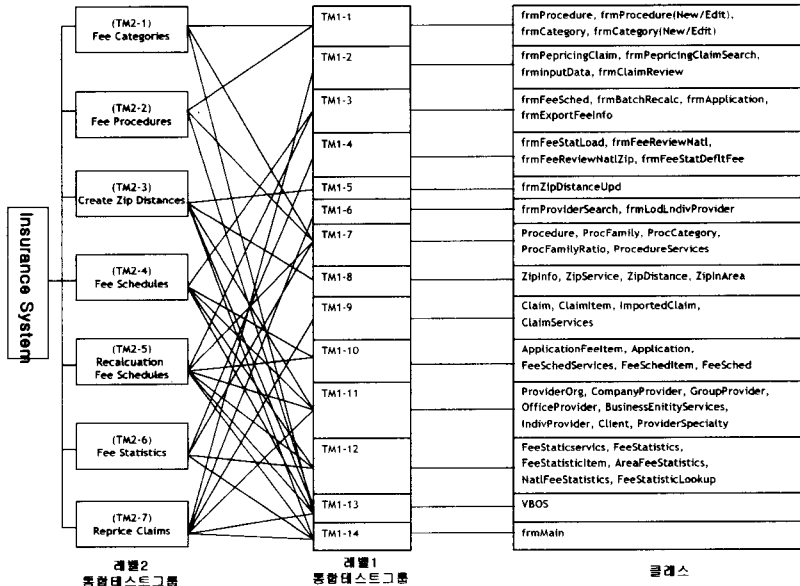 Insurance System
(TM2-1)
Fee Categories
(TM2-2)
Fee Procedures
(TM2-3)
Create Zip Distances
(TM2-4)
Fee Schedules
(TM2-5)
Recalcuation
Fee Schedules
(TM2-6)
Fee Statistics
(TM2-7)
Reprice Claims
레벨2
통합테스트그룹
TM1-1
TM1-2
TM1-3
TM1-4
TM1-5
TM1-6
TM1-7
TM1-8
TM1-9
TM1-10
TM1-11
TM1-12
TM1-13
TM1-14
레벨1
통합테스트그룹
frmProcedure, frmProcedure(New/Edit),
frmCategory, frmCategory(New/Edit)
frmPepricingClaim, frmPepricingClaimSearch,
frminputData, frmClaimReview
frmFeeSched, frmBatchRecalc, frmApplication,
frmExportFeeInfo
frmFeeStatLoad, frmFeeReviewNatl,
frmFeeReviewNatlZip, frmFeeStatDefltFee
frmZipDistanceUpd
frmProviderSearch, frmLodLndivProvider
Procedure, ProcFamily, ProcCategory,
ProcFamilyRatio, ProcedureServices
ZipInfo, ZipService, ZipDistance, ZipInArea
Claim, ClaimItem, ImportedClaim,
ClaimServices
ApplicationFeeItem, Application,
FeeSchedServices, FeeSchedItem, FeeSched
ProviderOrg, CompanyProvider, GroupProvider,
OfficeProvider, BusinessEnitityServices,
IndivProvider, Client, ProviderSpecialty
FeeStaticservics, FeeStatistics,
FeeStatisticItem, AreaFeeStatistics,
NatlFeeStatistics, FeeStatisticLookup
VBOS
frmMain
클래스